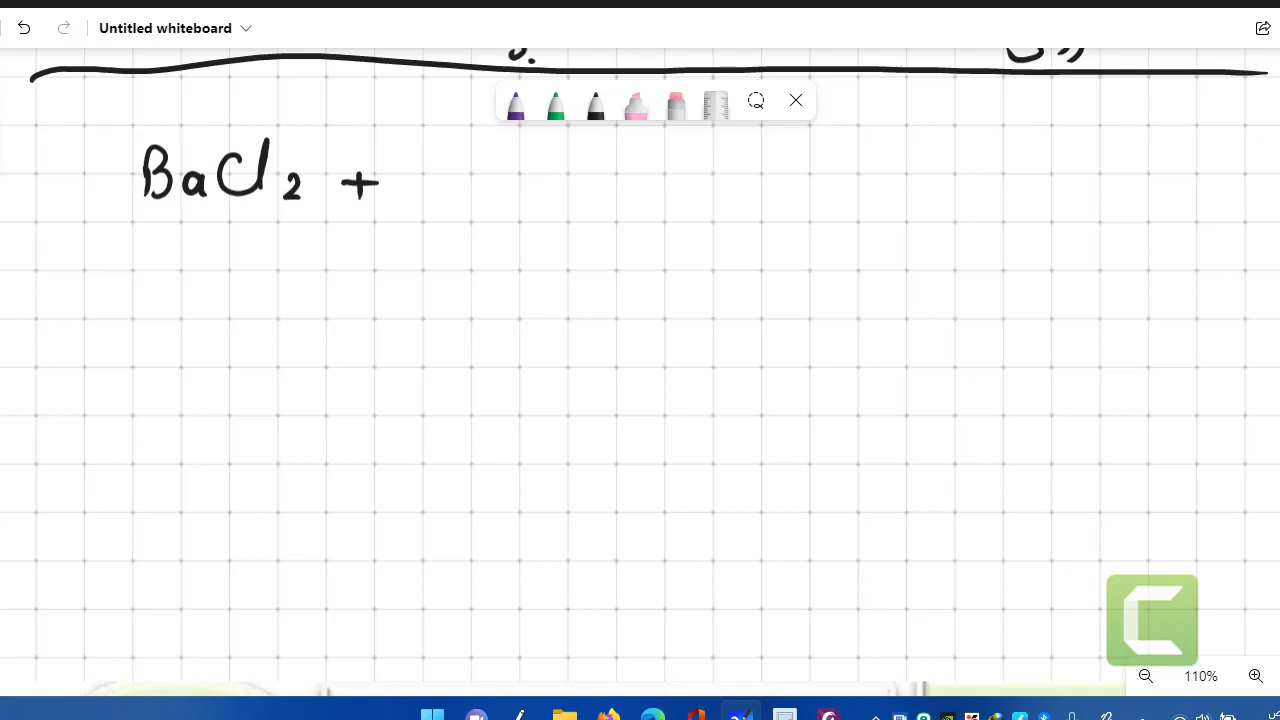 Untitled whiteboard
BaCl₂ +
110%